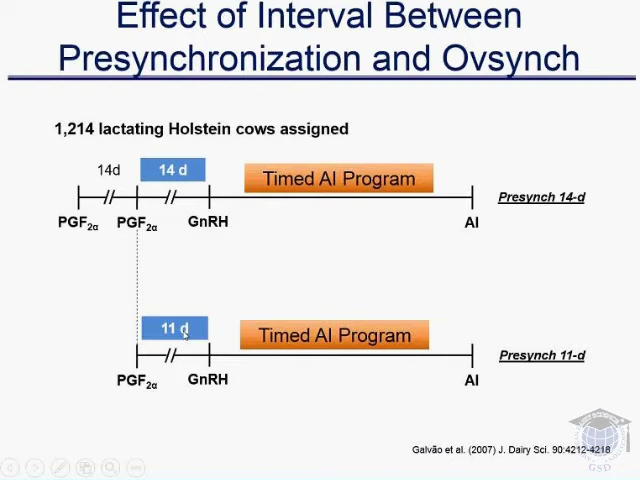 Effect of Interval Between
Presynchronization and Ovsynch
1,214 lactating Holstein cows assigned
14d
14 d
Timed AI Program
Presynch 14-d
PGF2α
PGF2α
GnRH
AI
11 d
Timed AI Program
Presynch 11-d
PGF2α
GnRH
AI
Galvão et al. (2007) J. Dairy Sci. 90:4212-4218
GSD